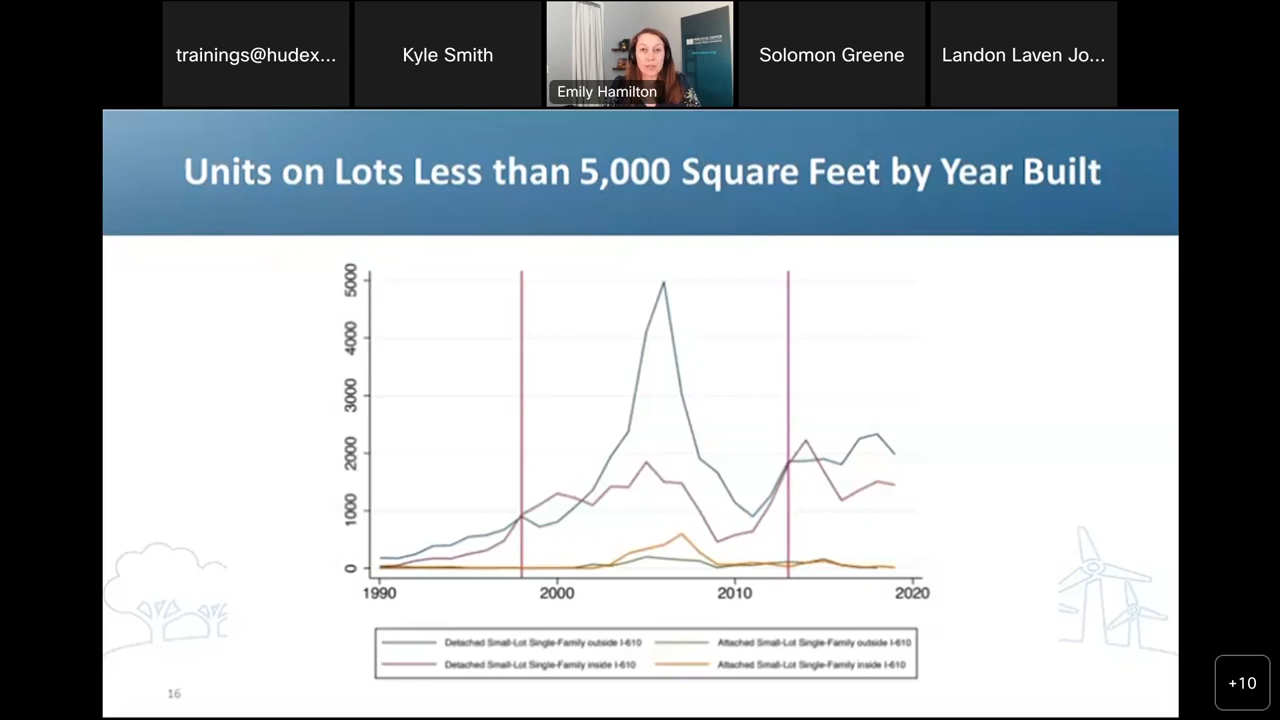 trainings@hudex...
Kyle Smith
Emily Hamilton
Solomon Greene
Landon Laven Jo...
Units on Lots Less than 5,000 Square Feet by Year Built
5000
4000
3000
2000
1000
0
1990 2000 2010 2020
Detached Small-Lot Single-Family outside I-610 Attached Small-Lot Single-Family outside I-610
Detached Small-Lot Single-Family inside I-610 Attached Small-Lot Single-Family inside I-610
16
+10